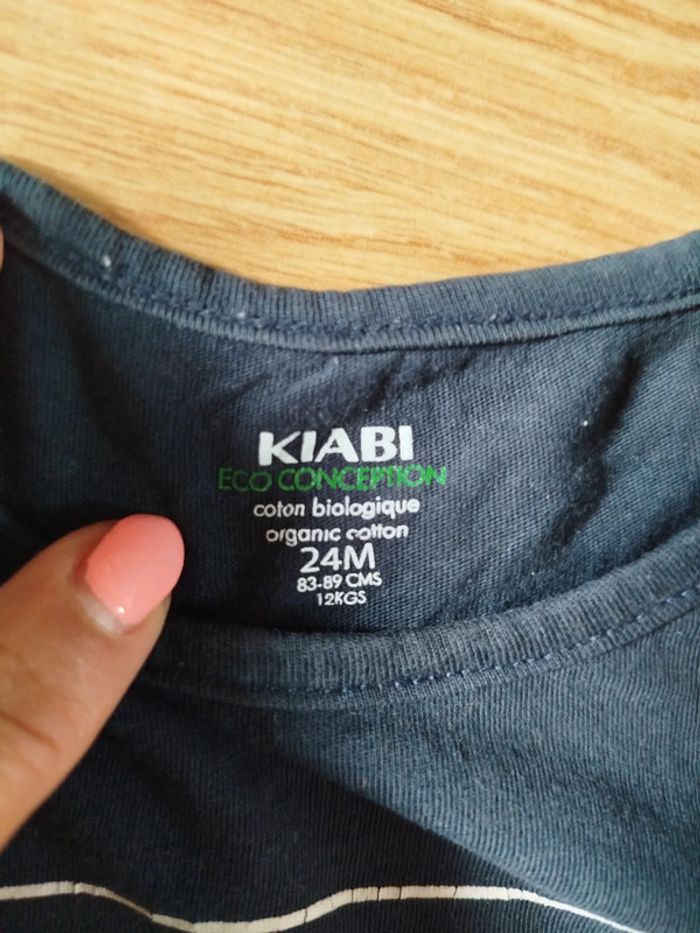 KIABI
ECO CONCEPTION
coton biologique
organic cotton
24M
83-89 CMS
12KGS